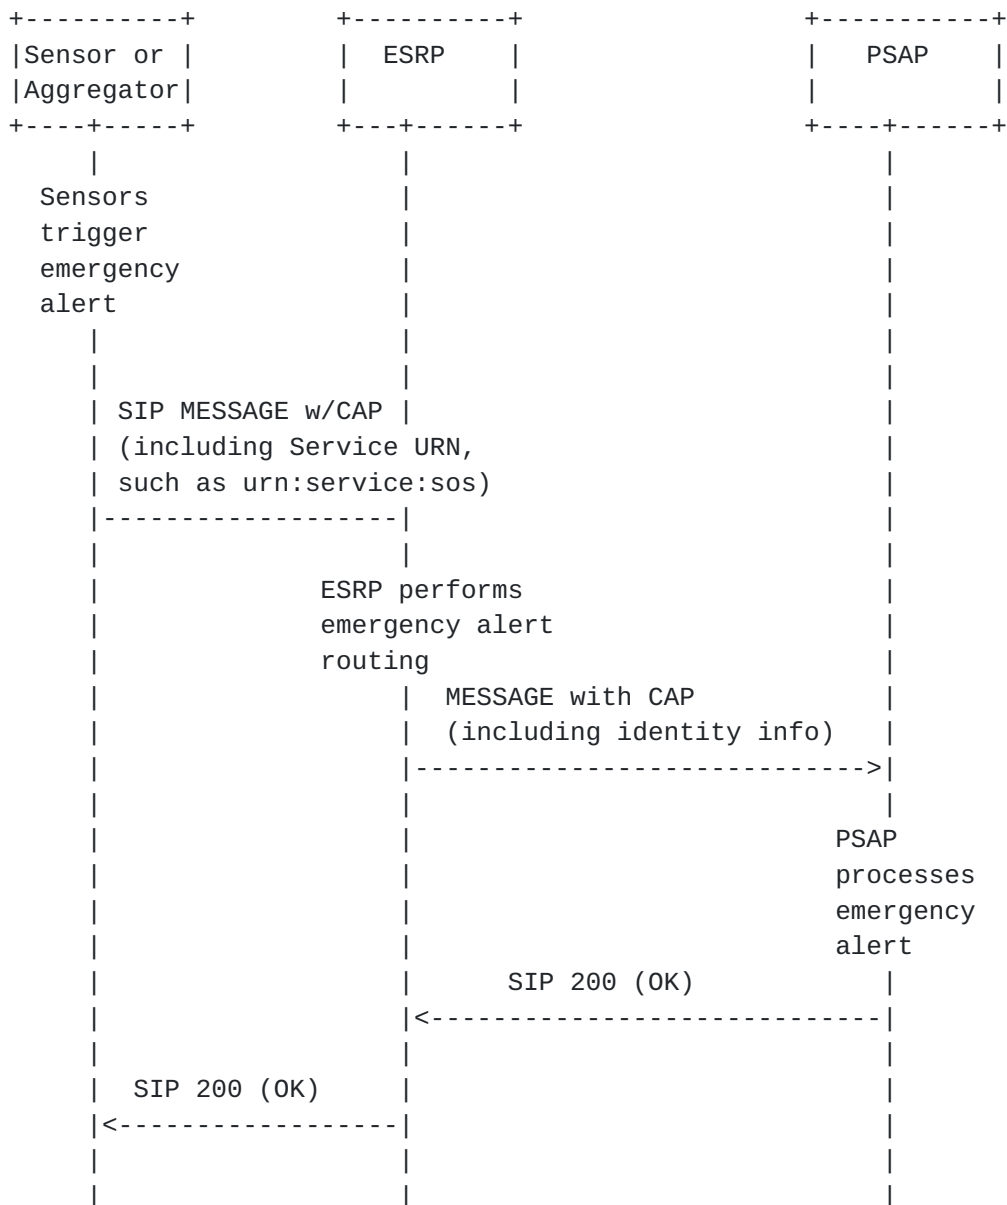 +----------+         +----------+                  +-----------+
|Sensor or |         |  ESRP    |                  |   PSAP    |
|Aggregator|         |          |                  |           |
+----+-----+         +---+------+                  +----+------+
     |                   |                              |
  Sensors                |                              |
  trigger                |                              |
  emergency              |                              |
  alert                  |                              |
     |                   |                              |
     |                   |                              |
     | SIP MESSAGE w/CAP |                              |
     | (including Service URN,                          |
     | such as urn:service:sos)                         |
     |-------------------|                              |
     |                   |                              |
     |              ESRP performs                       |
     |              emergency alert                     |
     |              routing                             |
     |                   |  MESSAGE with CAP            |
     |                   |  (including identity info)   |
     |                   |----------------------------->|
     |                   |                              |
     |                   |                           PSAP
     |                   |                           processes
     |                   |                           emergency
     |                   |                           alert
     |                   |      SIP 200 (OK)            |
     |                   |<-----------------------------|
     |                   |                              |
     |  SIP 200 (OK)     |                              |
     |<------------------|                              |
     |                   |                              |
     |                   |                              |